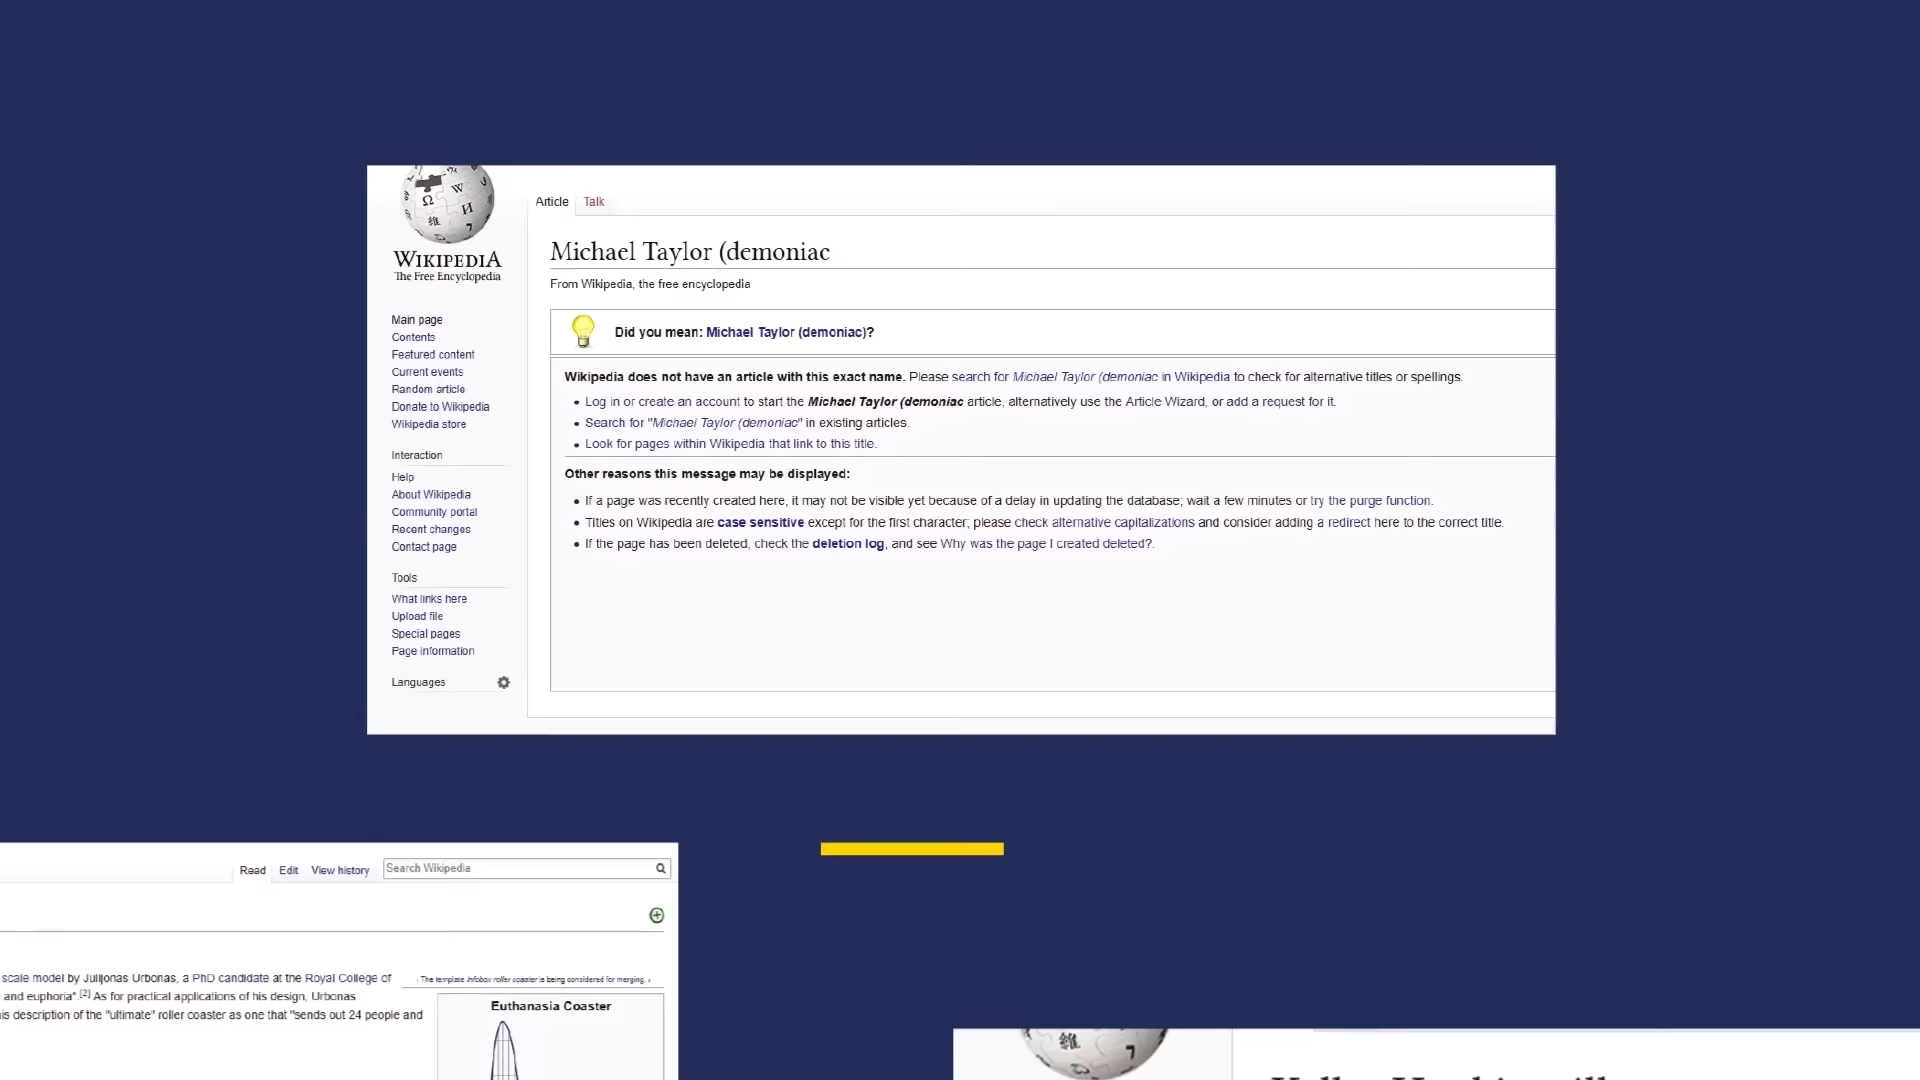 WIKIPEDIA
The Free Encyclopedia
Main page
Contents
Featured content
Current events
Random article
Donate to Wikipedia
Wikipedia store
Interaction
Help
About Wikipedia
Community portal
Recent changes
Contact page
Tools
What links here
Upload file
Special pages
Page information
Languages
Article Talk
Michael Taylor (demoniac
From Wikipedia, the free encyclopedia
Did you mean: Michael Taylor (demoniac)?
Wikipedia does not have an article with this exact name. Please search for Michael Taylor (demoniac in Wikipedia to check for alternative titles or spellings.
• Log in or create an account to start the Michael Taylor (demoniac article, alternatively use the Article Wizard, or add a request for it.
• Search for "Michael Taylor (demoniac" in existing articles.
• Look for pages within Wikipedia that link to this title.
Other reasons this message may be displayed:
• If a page was recently created here, it may not be visible yet because of a delay in updating the database; wait a few minutes or try the purge function.
• Titles on Wikipedia are case sensitive except for the first character; please check alternative capitalizations and consider adding a redirect here to the correct title.
• If the page has been deleted, check the deletion log, and see Why was the page I created deleted?.
Read Edit View history Search Wikipedia
scale model by Julijonas Urbonas, a PhD candidate at the Royal College of
and euphoria".[2] As for practical applications of his design, Urbonas
is description of the "ultimate" roller coaster as one that "sends out 24 people and
‹ The template Infobox roller coaster is being considered for merging. ›
Euthanasia Coaster